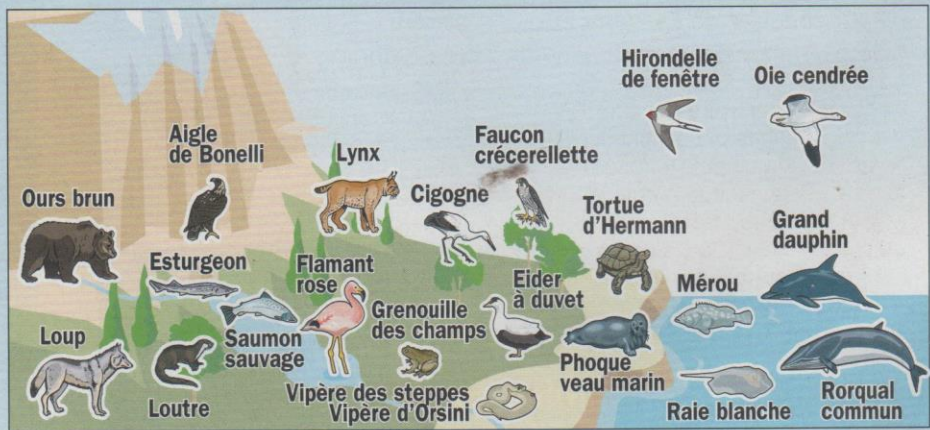 Hirondelle
de fenêtre
Oie cendrée
Aigle
de Bonelli
Lynx
Faucon
crécerellette
Ours brun
Cigogne
Tortue
d'Hermann
Grand
dauphin
Esturgeon
Flamant
rose
Eider
à duvet
Mérou
Grenouille
des champs
Loup
Saumon
sauvage
Phoque
veau marin
Loutre
Vipère des steppes
Vipère d'Orsini
Raie blanche
Rorqual
commun